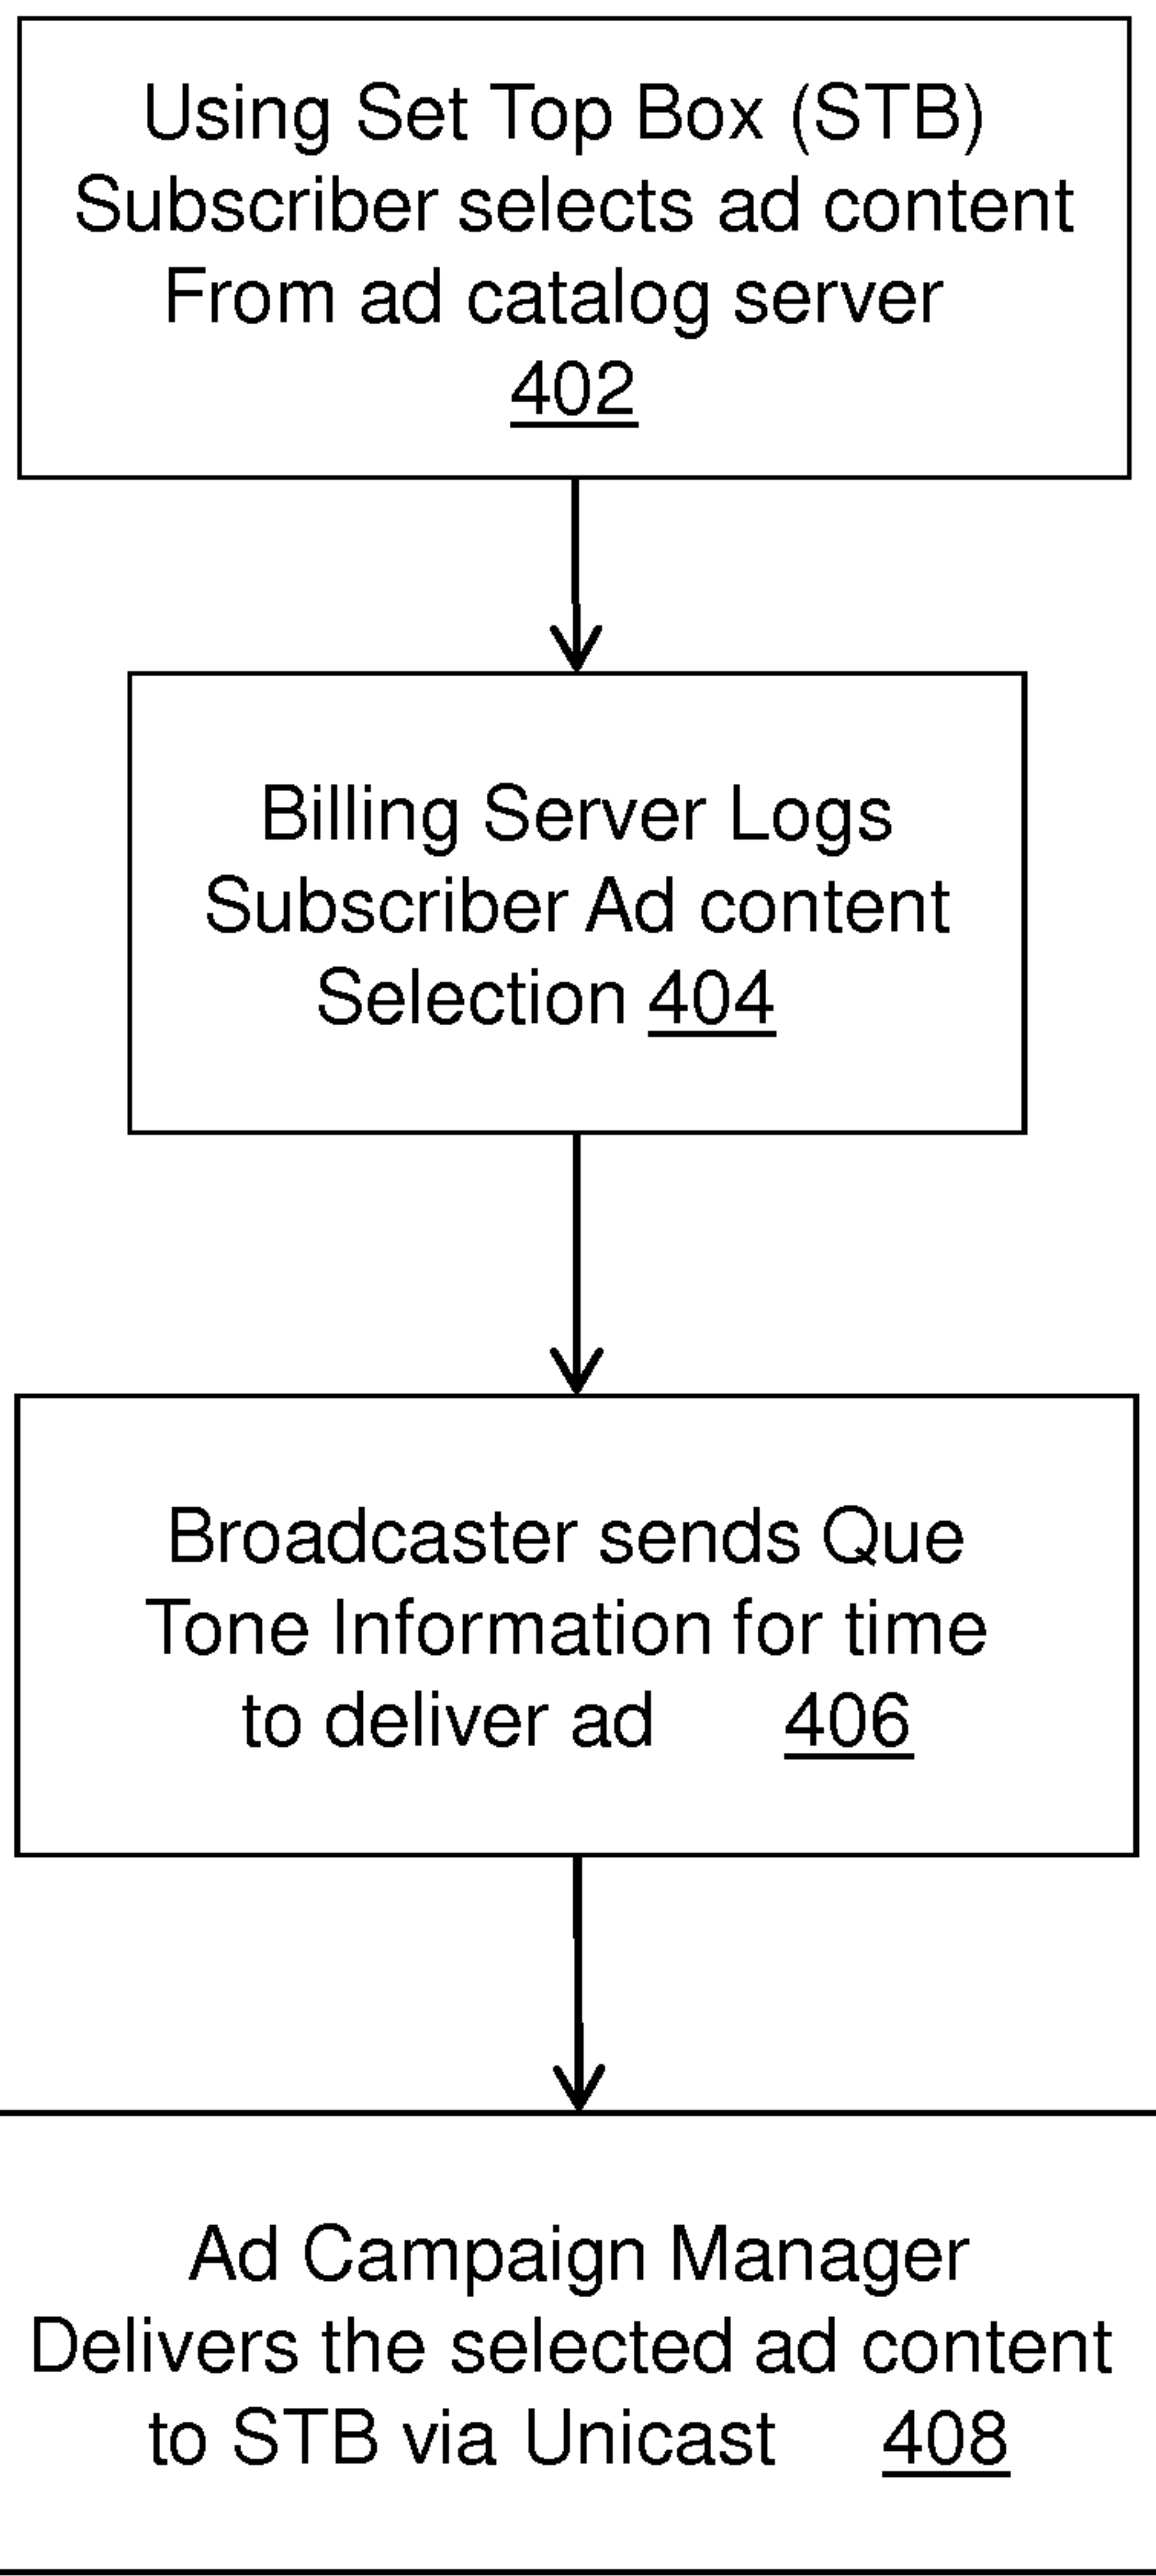 Using Set Top Box (STB)
Subscriber selects ad content
From ad catalog server
402
Billing Server Logs
Subscriber Ad content
Selection 404
Broadcaster sends Que
Tone Information for time
to deliver ad 406
Ad Campaign Manager
Delivers the selected ad content
to STB via Unicast 408